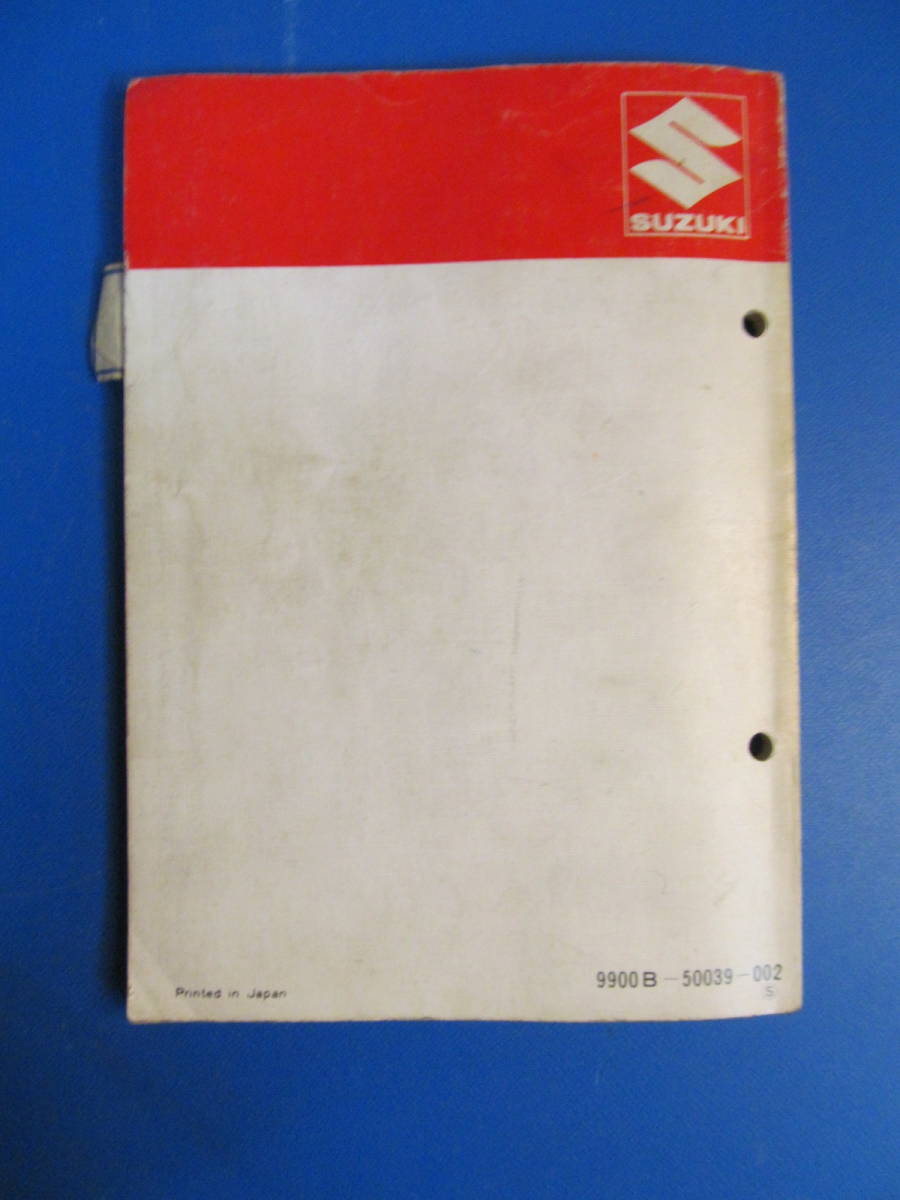 SUZUKI
9900B-50039-002
S
Printed in Japan